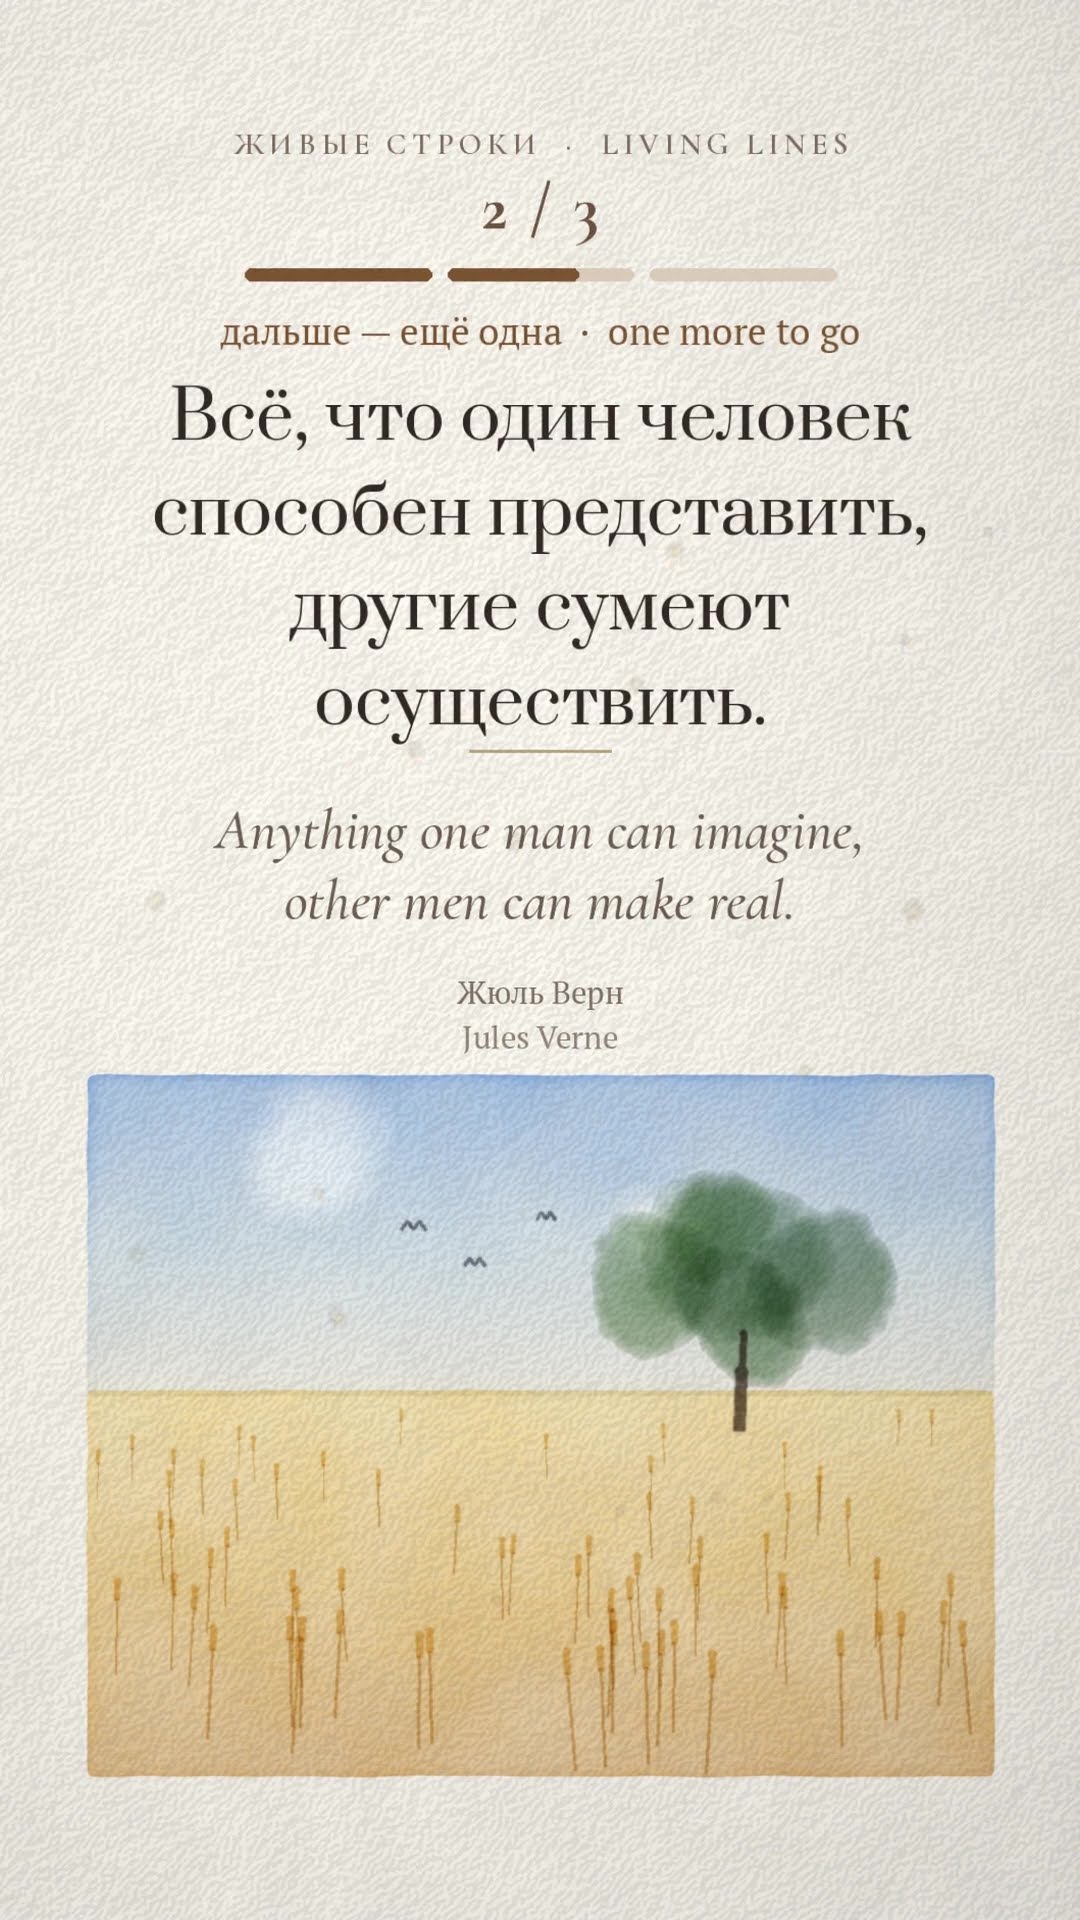 ЖИВЫЕ СТРОКИ · LIVING LINES
2 / 3
дальше — ещё одна · one more to go
Всё, что один человек
способен представить,
другие сумеют
осуществить.
Anything one man can imagine,
other men can make real.
Жюль Верн
Jules Verne